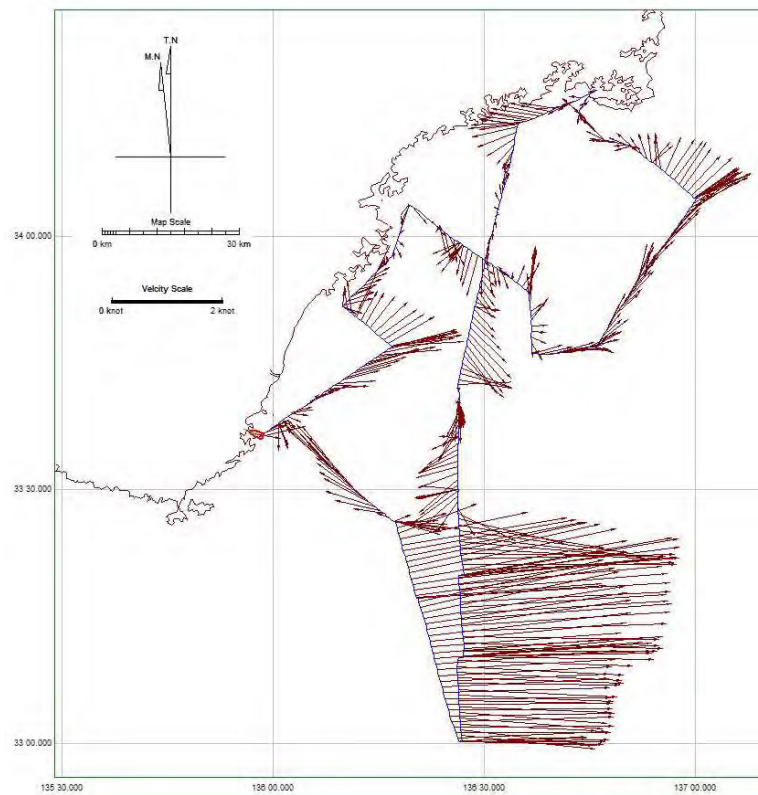 T.N
M.N
Map Scale
0 km 30 km
Velcity Scale
0 knot 2 knot
34 00.000
33 30.000
33 00.000
135 30.000 136 00.000 136 30.000 137 00.000